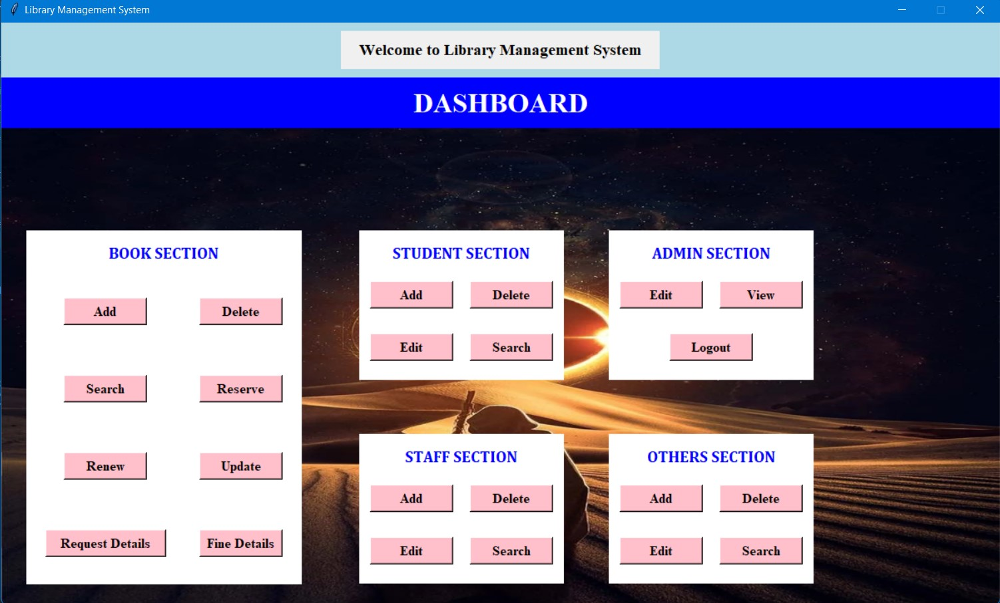 Library Management System
Welcome to Library Management System
DASHBOARD
BOOK SECTION
Add
Delete
Search
Reserve
Renew
Update
Request Details
Fine Details
STUDENT SECTION
Add
Delete
Edit
Search
ADMIN SECTION
Edit
View
Logout
STAFF SECTION
Add
Delete
Edit
Search
OTHERS SECTION
Add
Delete
Edit
Search